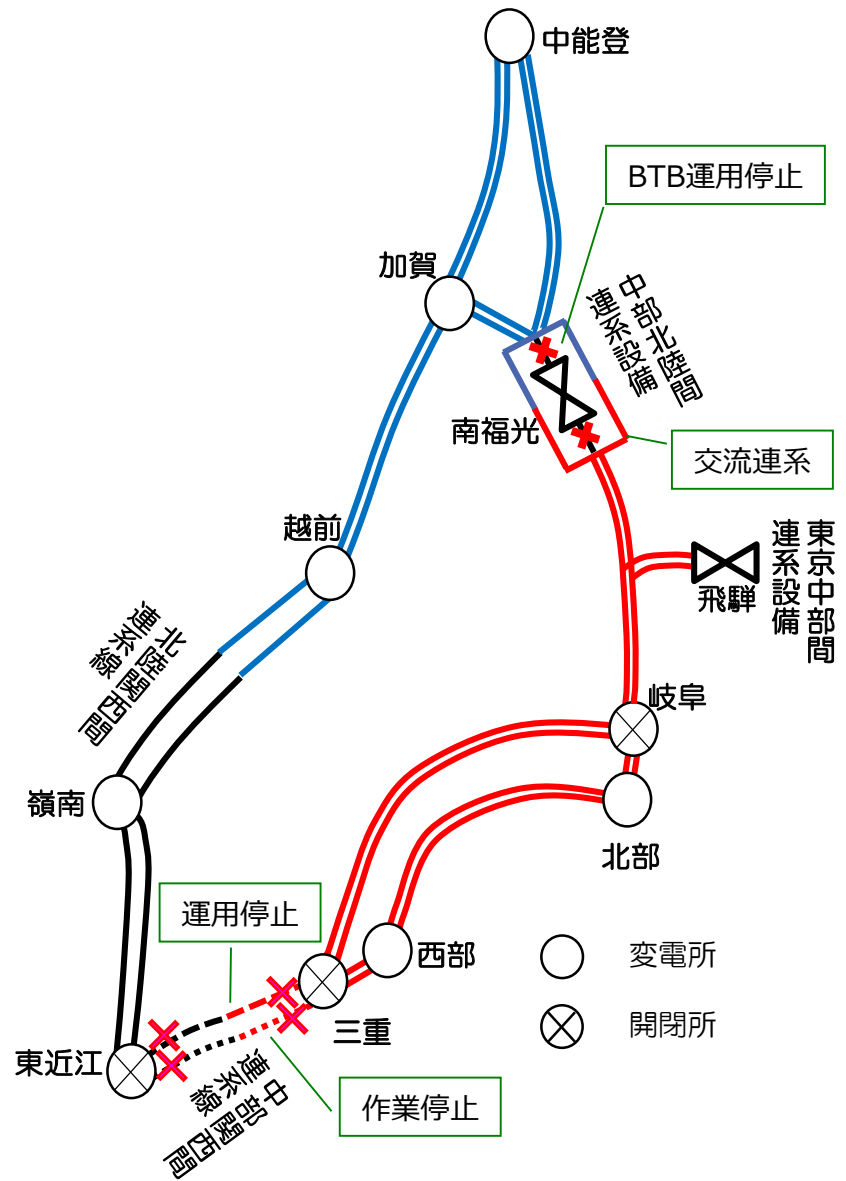 中能登
BTB運用停止
加賀
中部北陸間
連系設備
南福光
交流連系
越前
東京中部間
連系設備
飛騨
北陸関西間
連系線
岐阜
嶺南
北部
運用停止
西部
変電所
三重
開閉所
東近江
中部関西間
連系線
作業停止